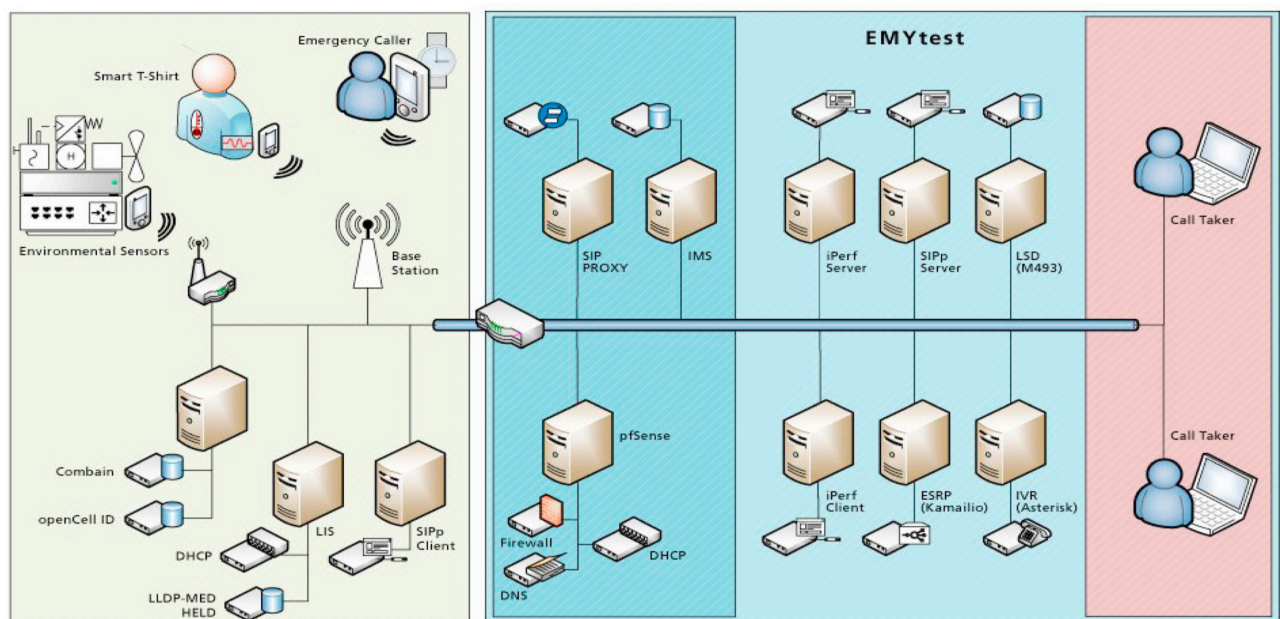 EMYtest
Emergency Caller
Smart T-Shirt
H
Environmental Sensors
Base
Station
SIP
PROXY
IMS
iPerf
Server
SIPp
Server
LSD
(M493)
Call Taker
Combain
openCell ID
DHCP
LLDP-MED
HELD
LIS
SIPp
Client
pfSense
Firewall
DNS
DHCP
iPerf
Client
ESRP
(Kamailio)
IVR
(Asterisk)
Call Taker